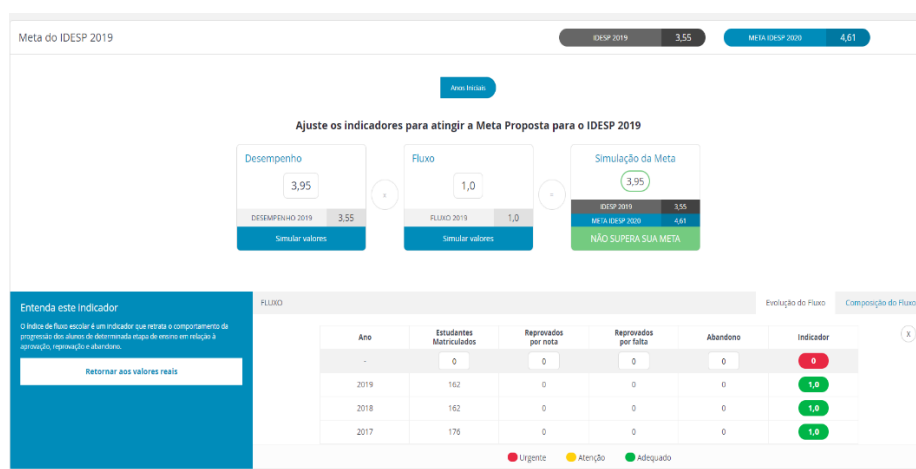 Meta do IDESP 2019
IDESP 2019 3,55 META IDESP 2020 4,61
Anos Iniciais
Ajuste os indicadores para atingir a Meta Proposta para o IDESP 2019
Desempenho Fluxo Simulação da Meta
3,95 1,0 3,95
IDESP 2019 3,55
DESEMPENHO 2019 3,55 FLUXO 2019 1,0 META IDESP 2020 4,61
Simular valores Simular valores NÃO SUPERA SUA META
Entenda este indicador
O índice de fluxo escolar é um indicador que retrata o comportamento da
progressão dos alunos de determinada etapa de ensino em relação à
aprovação, reprovação e abandono.
Retornar aos valores reais
FLUXO Evolução do Fluxo Composição do Fluxo
X
Ano Estudantes Matriculados Reprovados por nota Reprovados por falta Abandono Indicador
- 0 0 0 0 0
2019 162 0 0 0 1,0
2018 162 0 0 0 1,0
2017 176 0 0 0 1,0
Urgente Atenção Adequado